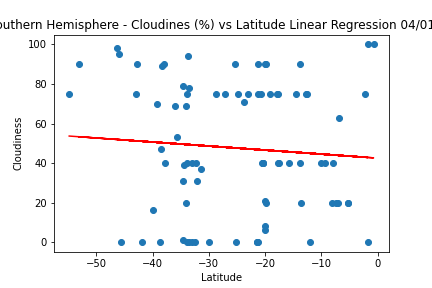 outhern Hemisphere - Cloudines (%) vs Latitude Linear Regression 04/01
100
80
60
40
20
0
Cloudiness
−50 −40 −30 −20 −10 0
Latitude